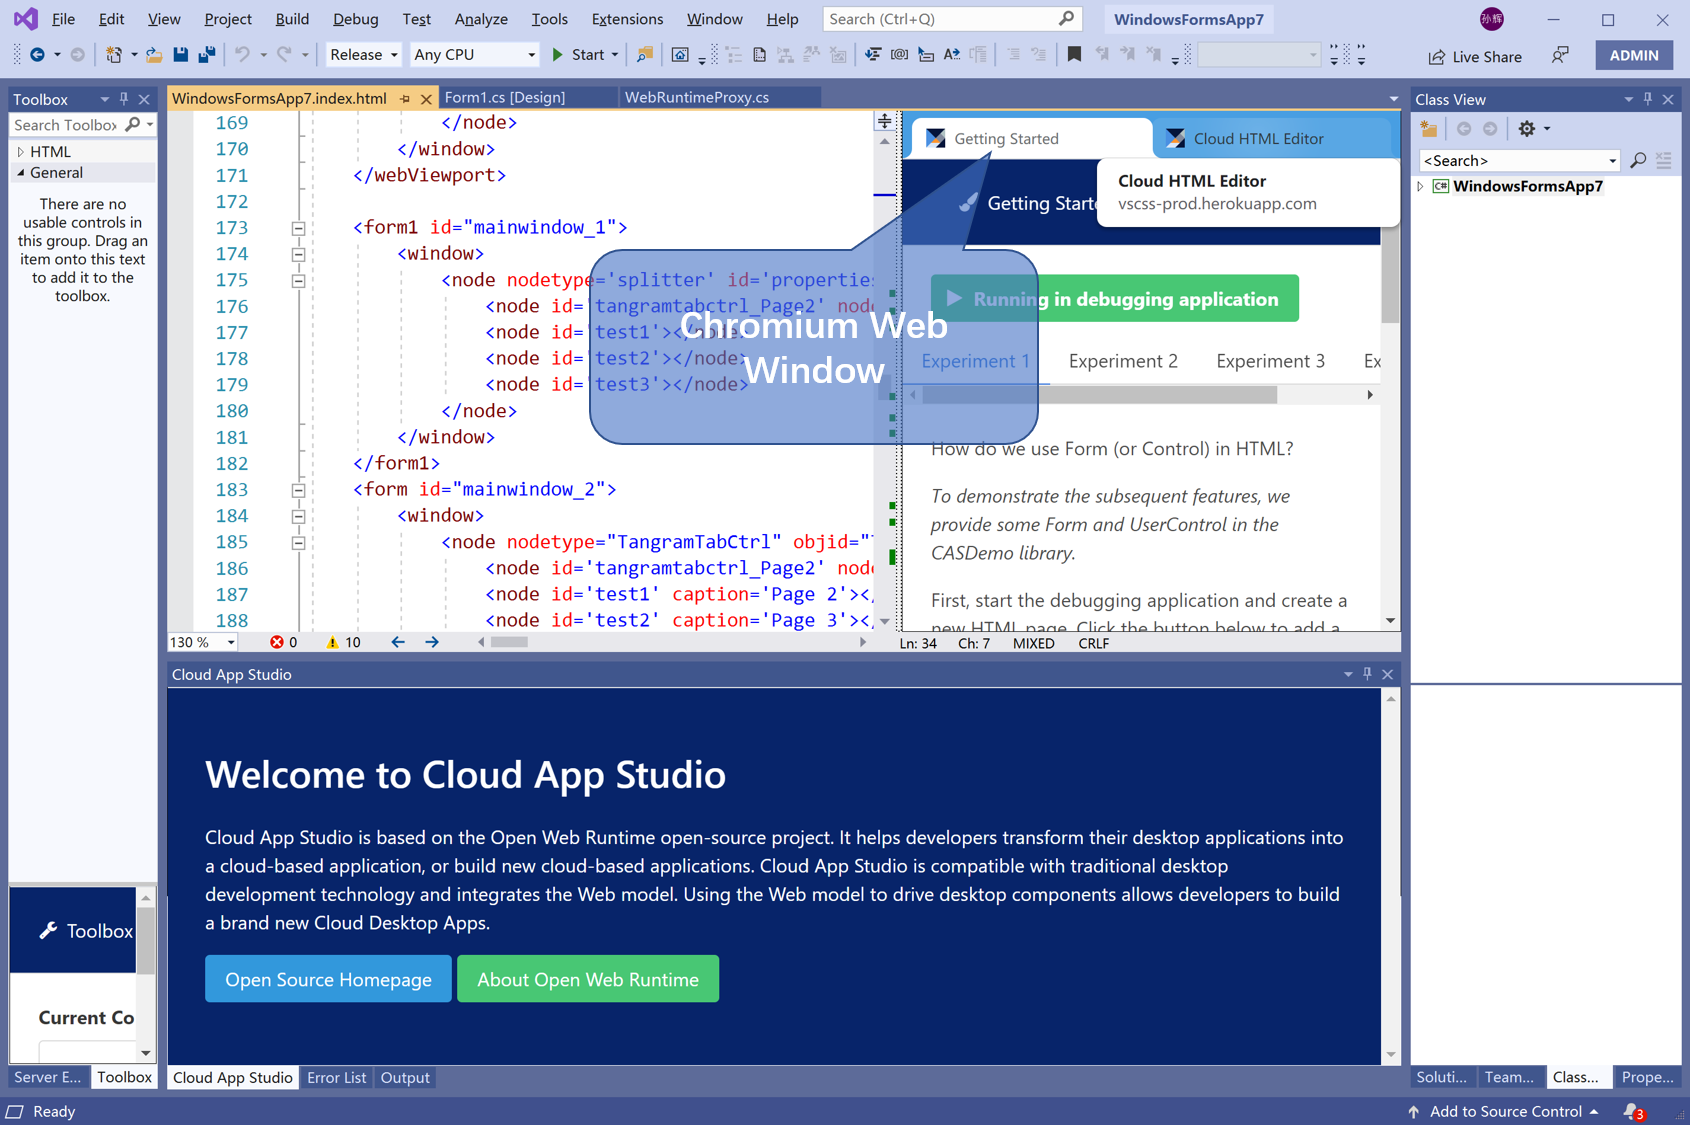 File Edit View Project Build Debug Test Analyze Tools Extensions Window Help Search (Ctrl+Q) WindowsFormsApp7 孙辉
Release Any CPU Start Live Share ADMIN
Toolbox
Search Toolbox
HTML
General
There are no
usable controls in
this group. Drag an
item onto this text
to add it to the
toolbox.
Toolbox
Current Co
Server E... Toolbox
WindowsFormsApp7.index.html Form1.cs [Design] WebRuntimeProxy.cs
169 </node>
170 </window>
171 </webViewport>
172
173 <form1 id="mainwindow_1">
174 <window>
175 <node nodetype='splitter' id='properties
176 <node id='tangramtabctrl_Page2' node
177 <node id='test1'></node>
178 <node id='test2'></node>
179 <node id='test3'></node>
180 </node>
181 </window>
182 </form1>
183 <form id="mainwindow_2">
184 <window>
185 <node nodetype="TangramTabCtrl" objid="
186 <node id='tangramtabctrl_Page2' node
187 <node id='test1' caption='Page 2'></
188 <node id='test2' caption='Page 3'></
Chromium Web
Window
130 % 0 10 Ln: 34 Ch: 7 MIXED CRLF
Getting Started Cloud HTML Editor
Cloud HTML Editor
vscss-prod.herokuapp.com
Getting Starte
Running in debugging application
Experiment 1 Experiment 2 Experiment 3 Ex
How do we use Form (or Control) in HTML?
To demonstrate the subsequent features, we
provide some Form and UserControl in the
CASDemo library.
First, start the debugging application and create a
new HTML page. Click the button below to add a
Cloud App Studio
Welcome to Cloud App Studio
Cloud App Studio is based on the Open Web Runtime open-source project. It helps developers transform their desktop applications into
a cloud-based application, or build new cloud-based applications. Cloud App Studio is compatible with traditional desktop
development technology and integrates the Web model. Using the Web model to drive desktop components allows developers to build
a brand new Cloud Desktop Apps.
Open Source Homepage About Open Web Runtime
Cloud App Studio Error List Output
Class View
<Search>
C# WindowsFormsApp7
Soluti... Team... Class... Prope...
Ready Add to Source Control 3